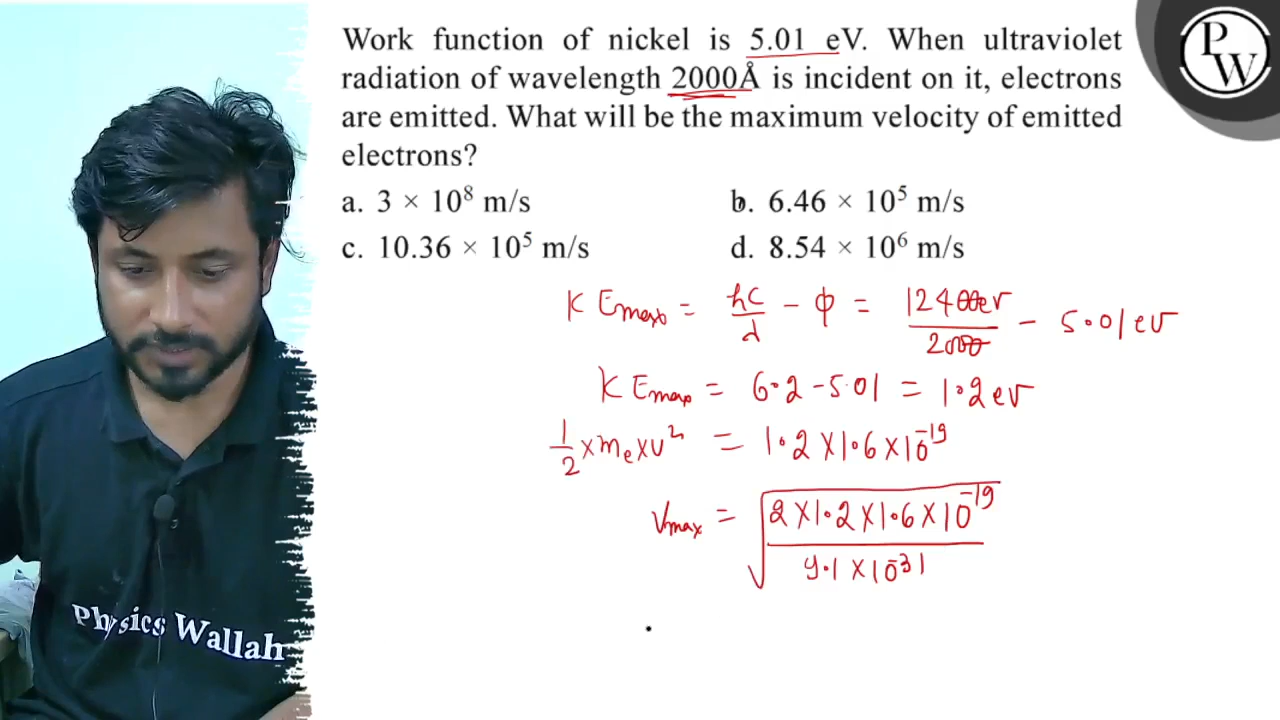 Work function of nickel is 5.01 eV. When ultraviolet
radiation of wavelength 2000Å is incident on it, electrons
are emitted. What will be the maximum velocity of emitted
electrons?
a. 3 × 10⁸ m/s
b. 6.46 × 10⁵ m/s
c. 10.36 × 10⁵ m/s
d. 8.54 × 10⁶ m/s
K Emax = hc/λ - ϕ = 12400ev/2000 - 5.01ev
K Emax = 6.2 - 5.01 = 1.2 ev
1/2 × me × v² = 1.2 × 1.6 × 10⁻¹⁹
Vmax = √(2 × 1.2 × 1.6 × 10⁻¹⁹ / 9.1 × 10⁻³¹)
PW
Physics Wallah